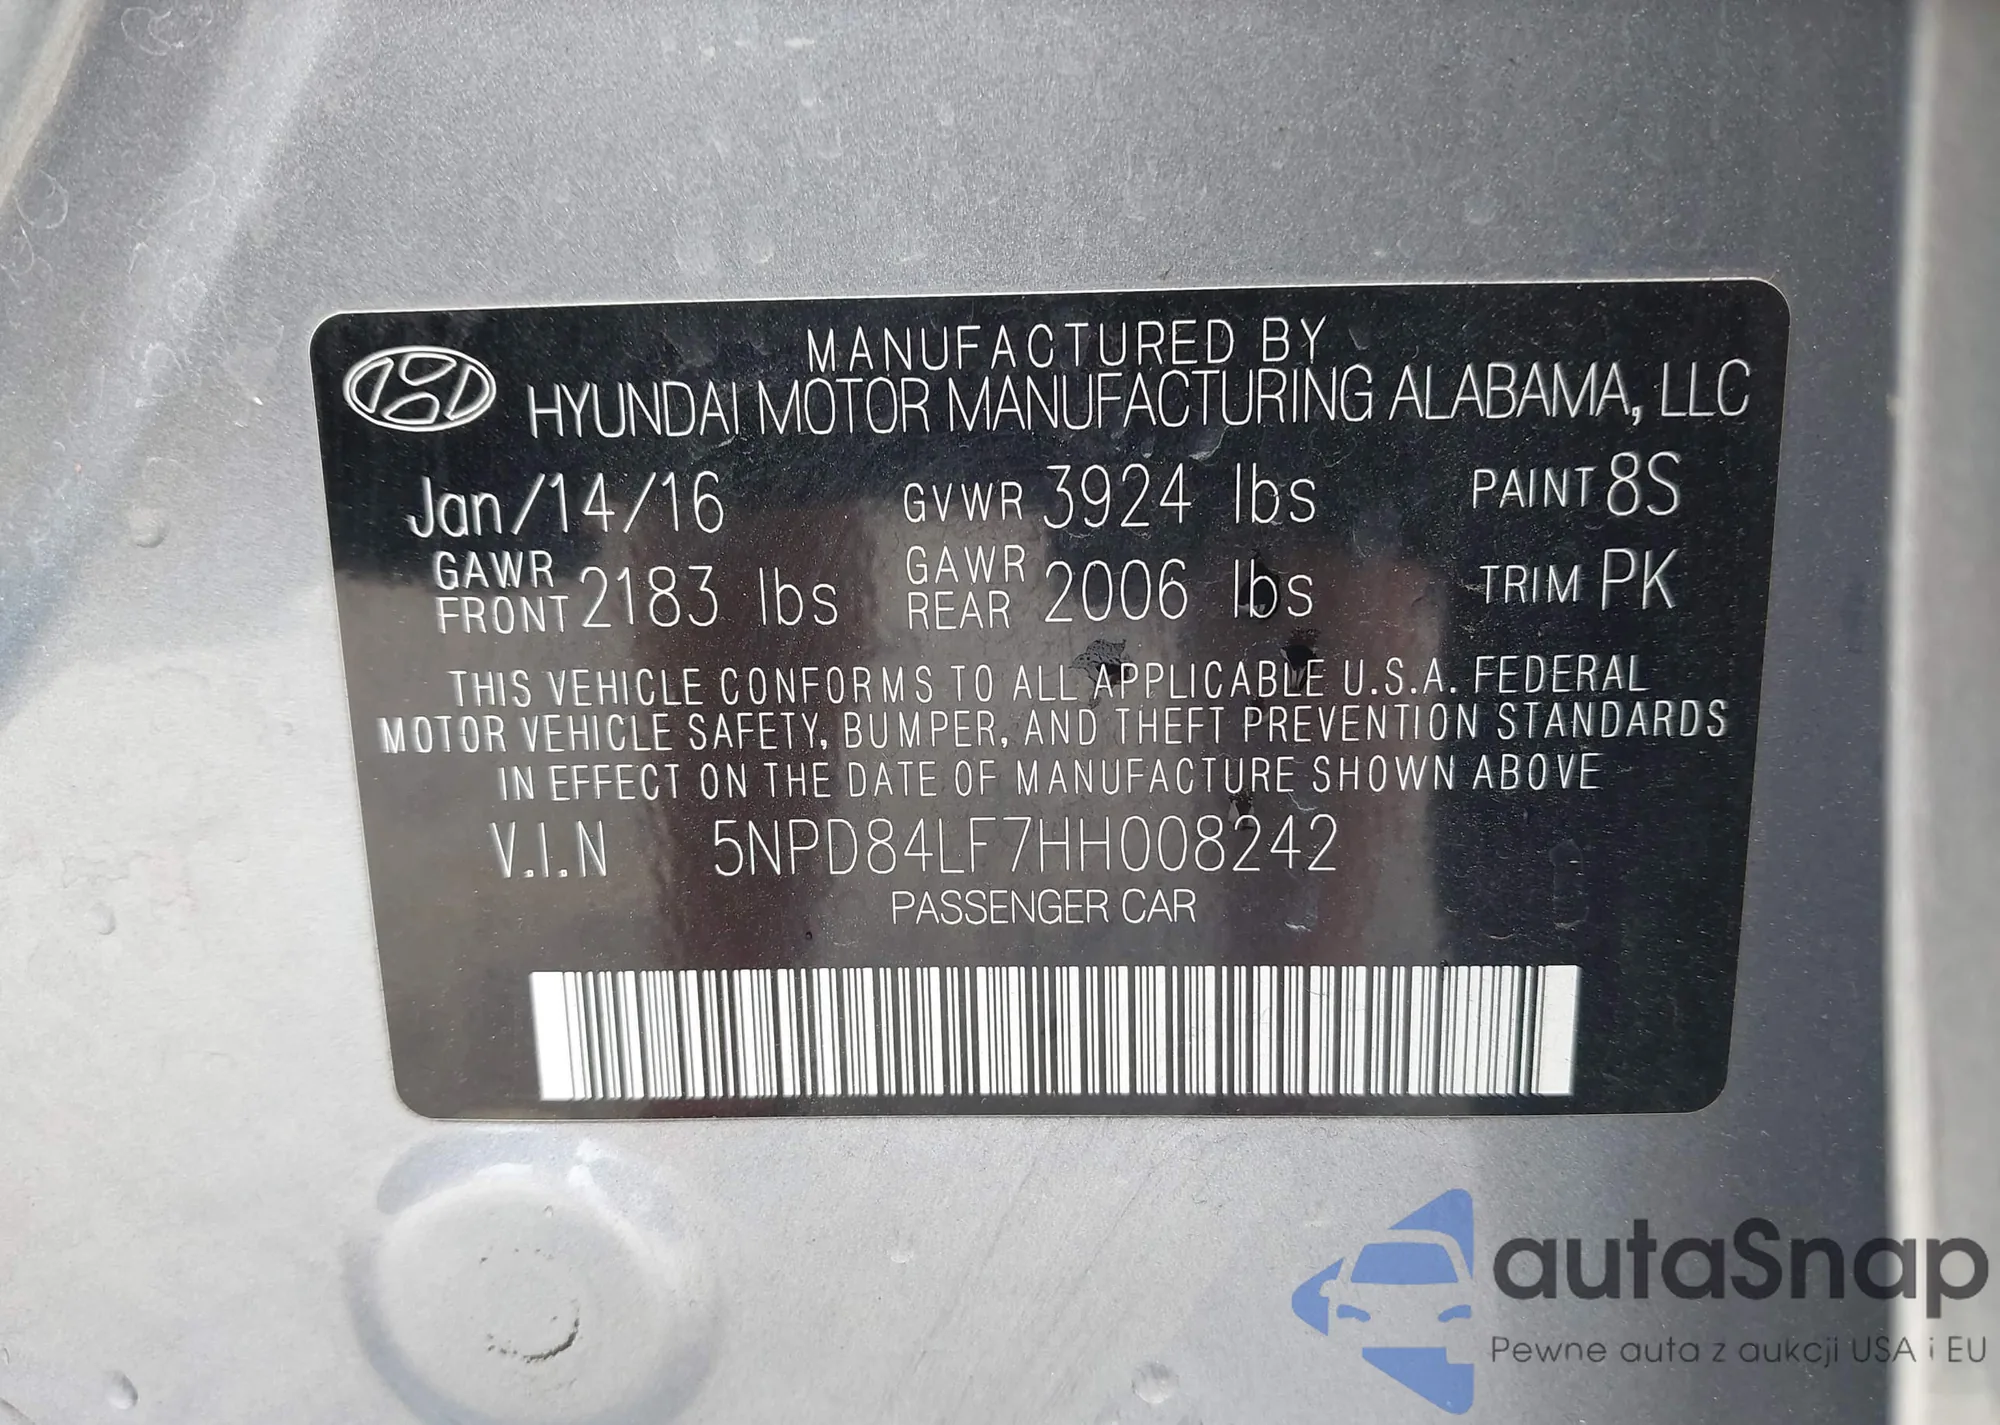 MANUFACTURED BY
HYUNDAI MOTOR MANUFACTURING ALABAMA, LLC
Jan/14/16 GVWR 3924 lbs PAINT 8S
GAWR FRONT 2183 lbs GAWR REAR 2006 lbs TRIM PK
THIS VEHICLE CONFORMS TO ALL APPLICABLE U.S.A. FEDERAL
MOTOR VEHICLE SAFETY, BUMPER, AND THEFT PREVENTION STANDARDS
IN EFFECT ON THE DATE OF MANUFACTURE SHOWN ABOVE
V.I.N 5NPD84LF7HH008242
PASSENGER CAR
autaSnap
Pewne auta z aukcji USA i EU